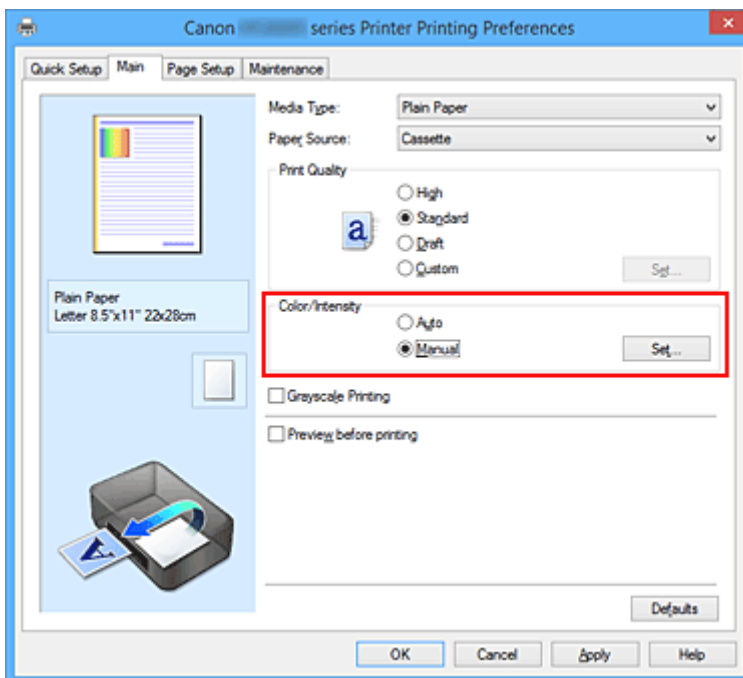 Canon series Printer Printing Preferences
Quick Setup Main Page Setup Maintenance
Media Type: Plain Paper
Paper Source: Cassette
Print Quality
High
Standard
Draft
Custom Set...
a
Plain Paper
Letter 8.5"x11" 22x28cm
Color/Intensity
Auto
Manual Set...
Grayscale Printing
Preview before printing
A
Defaults
OK Cancel Apply Help